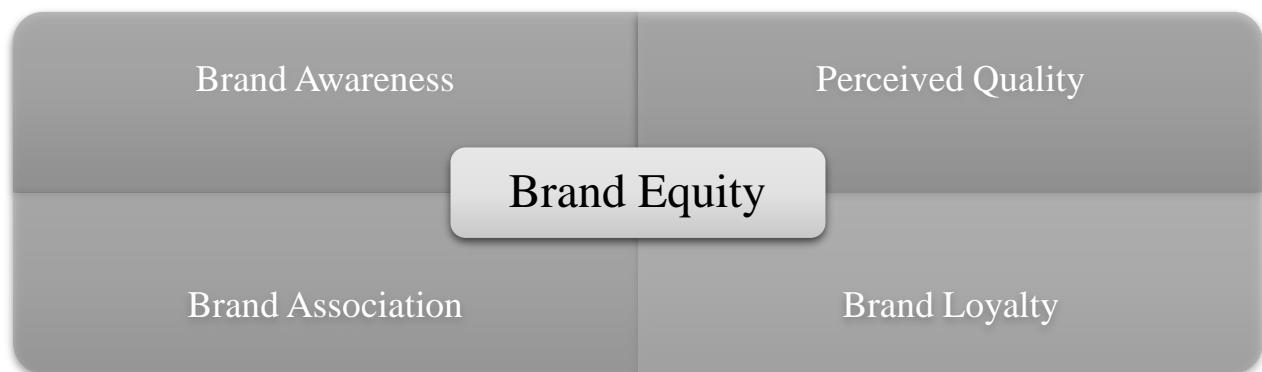 Brand Awareness
Perceived Quality
Brand Equity
Brand Association
Brand Loyalty